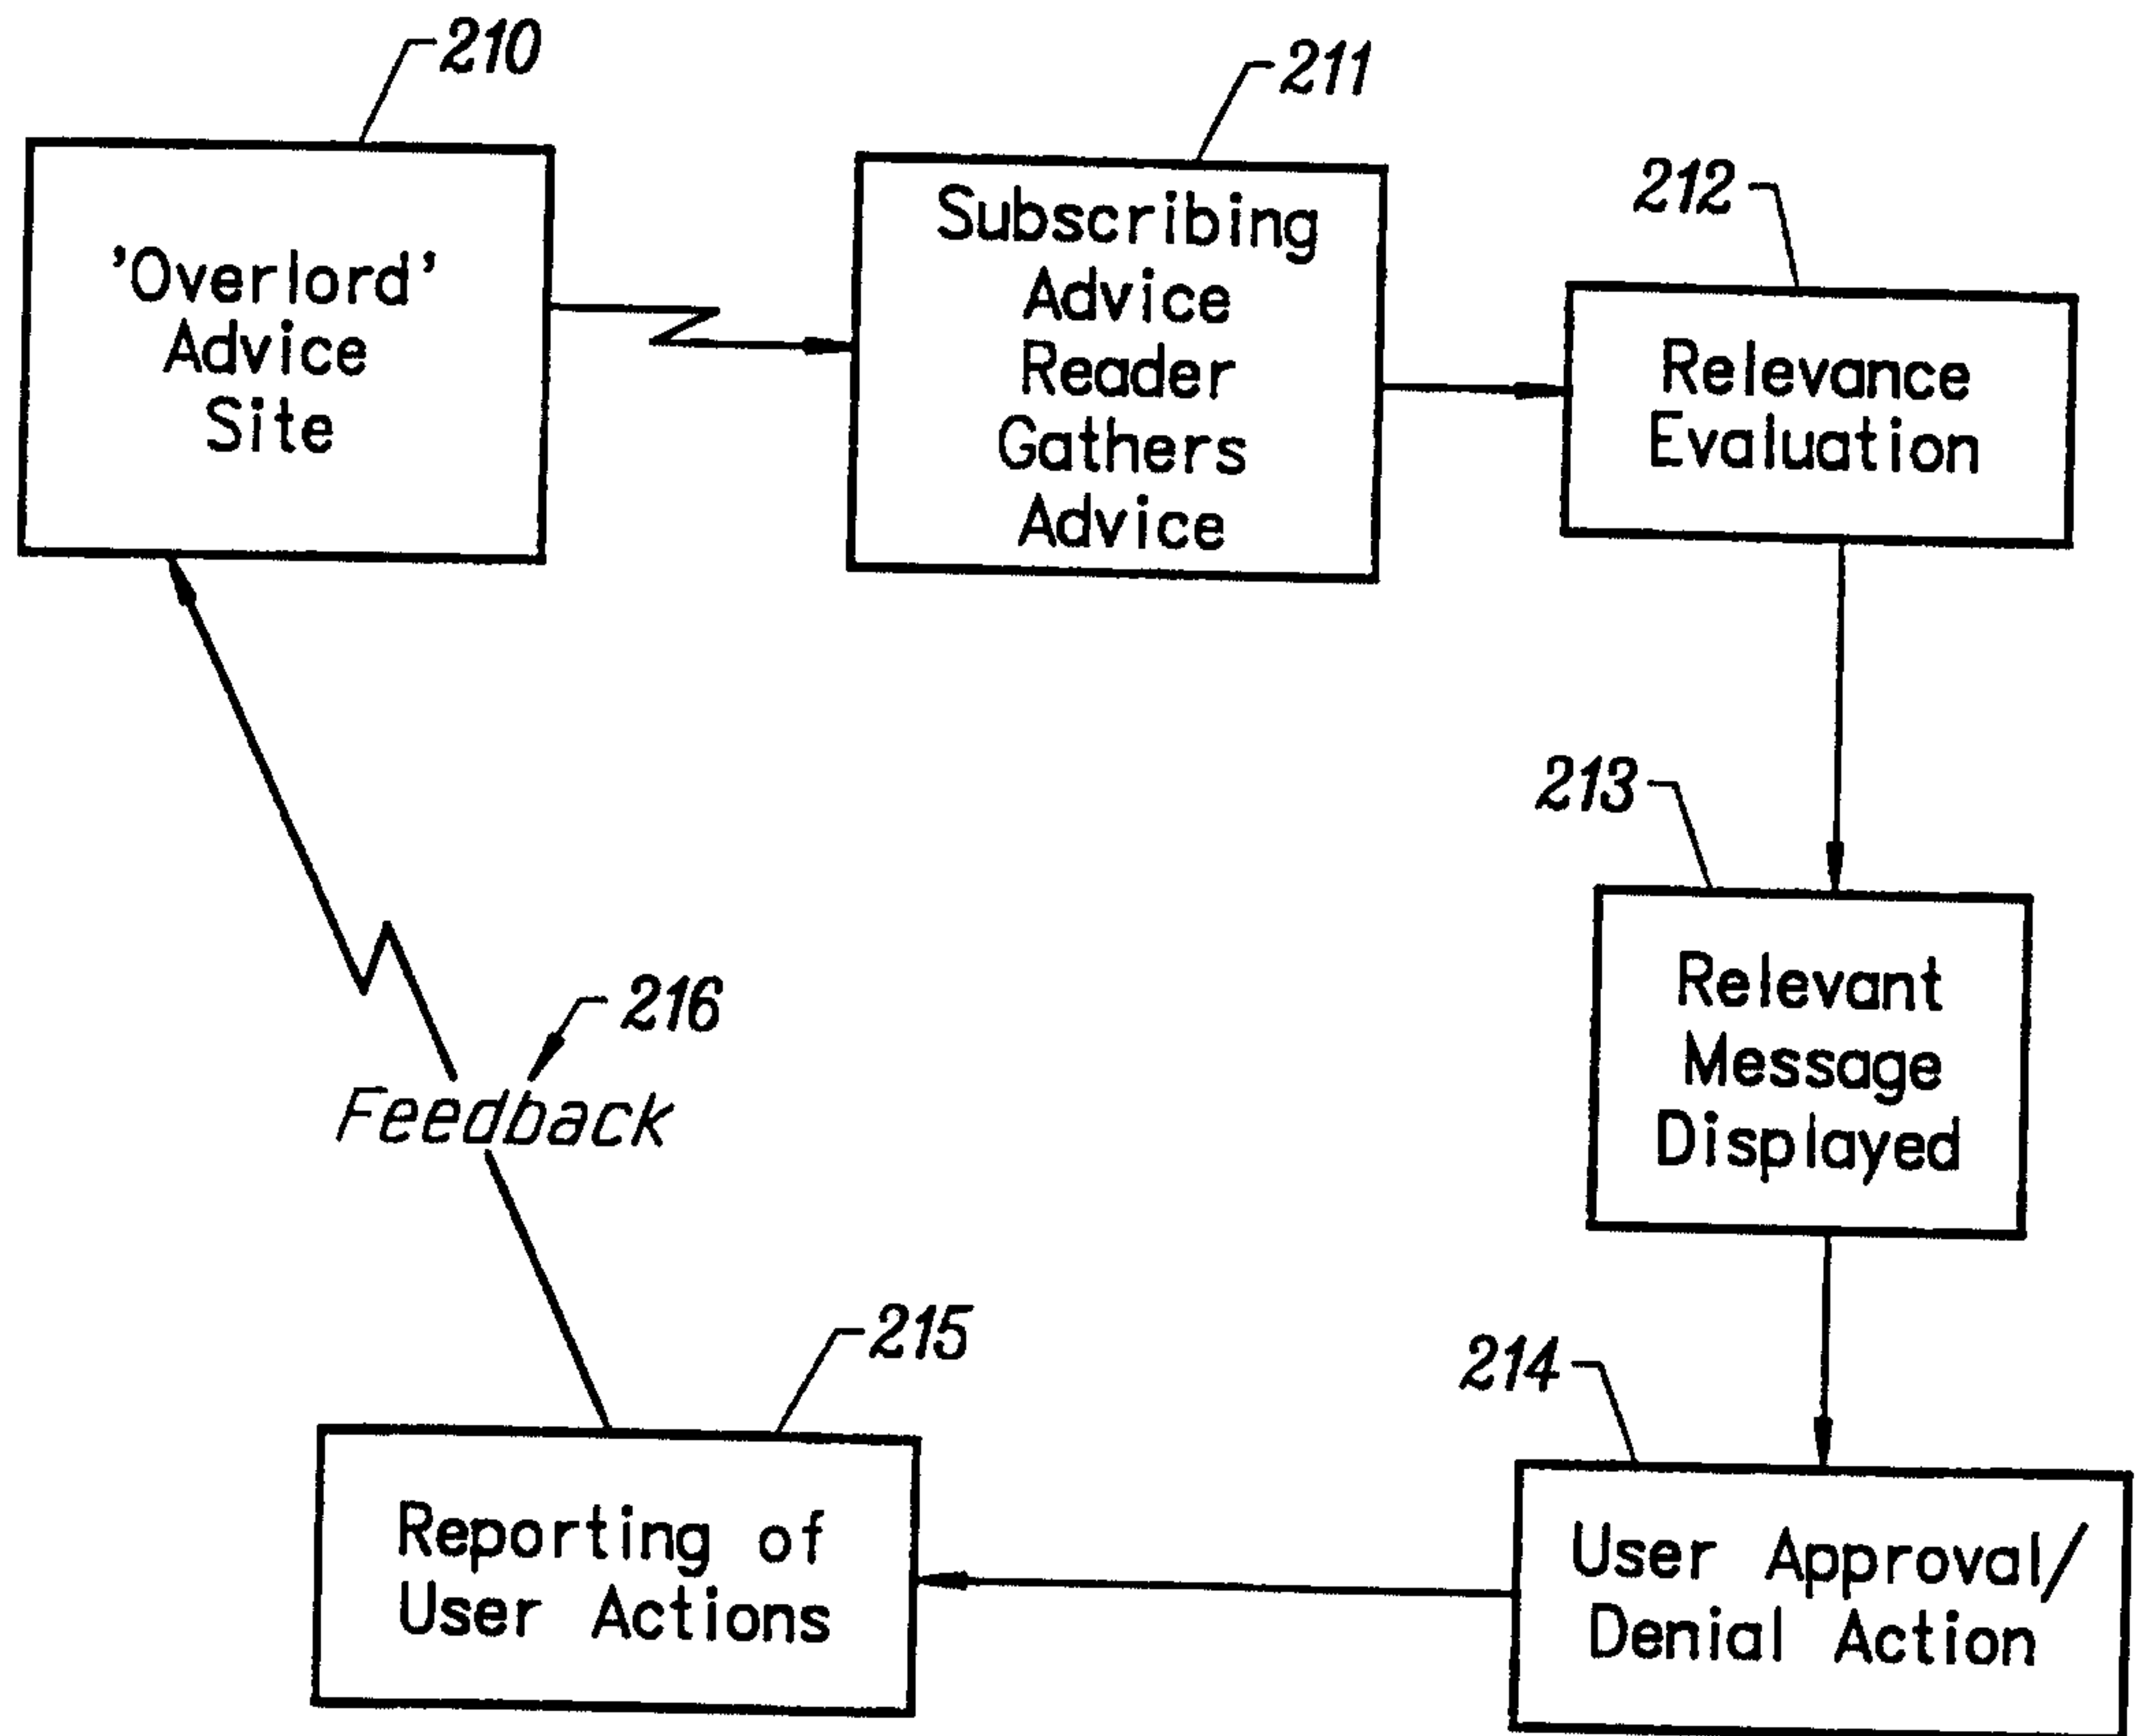 210
'Overlord'
Advice
Site
211
Subscribing
Advice
Reader
Gathers
Advice
212
Relevance
Evaluation
213
Relevant
Message
Displayed
214
User Approval/
Denial Action
215
Reporting of
User Actions
216
Feedback